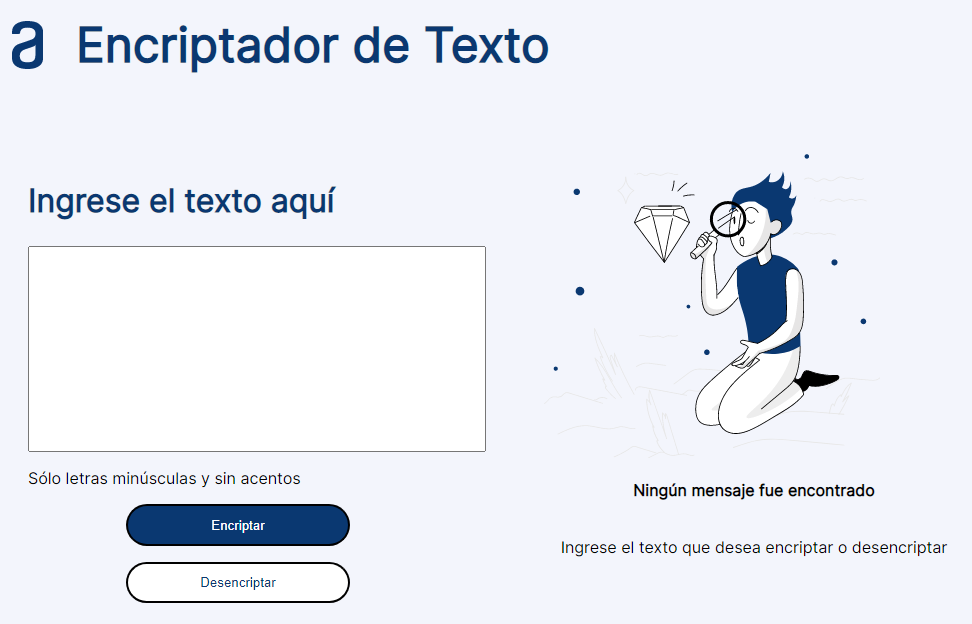 a Encriptador de Texto
Ingrese el texto aquí
Sólo letras minúsculas y sin acentos
Encriptar
Desencriptar
Ningún mensaje fue encontrado
Ingrese el texto que desea encriptar o desencriptar